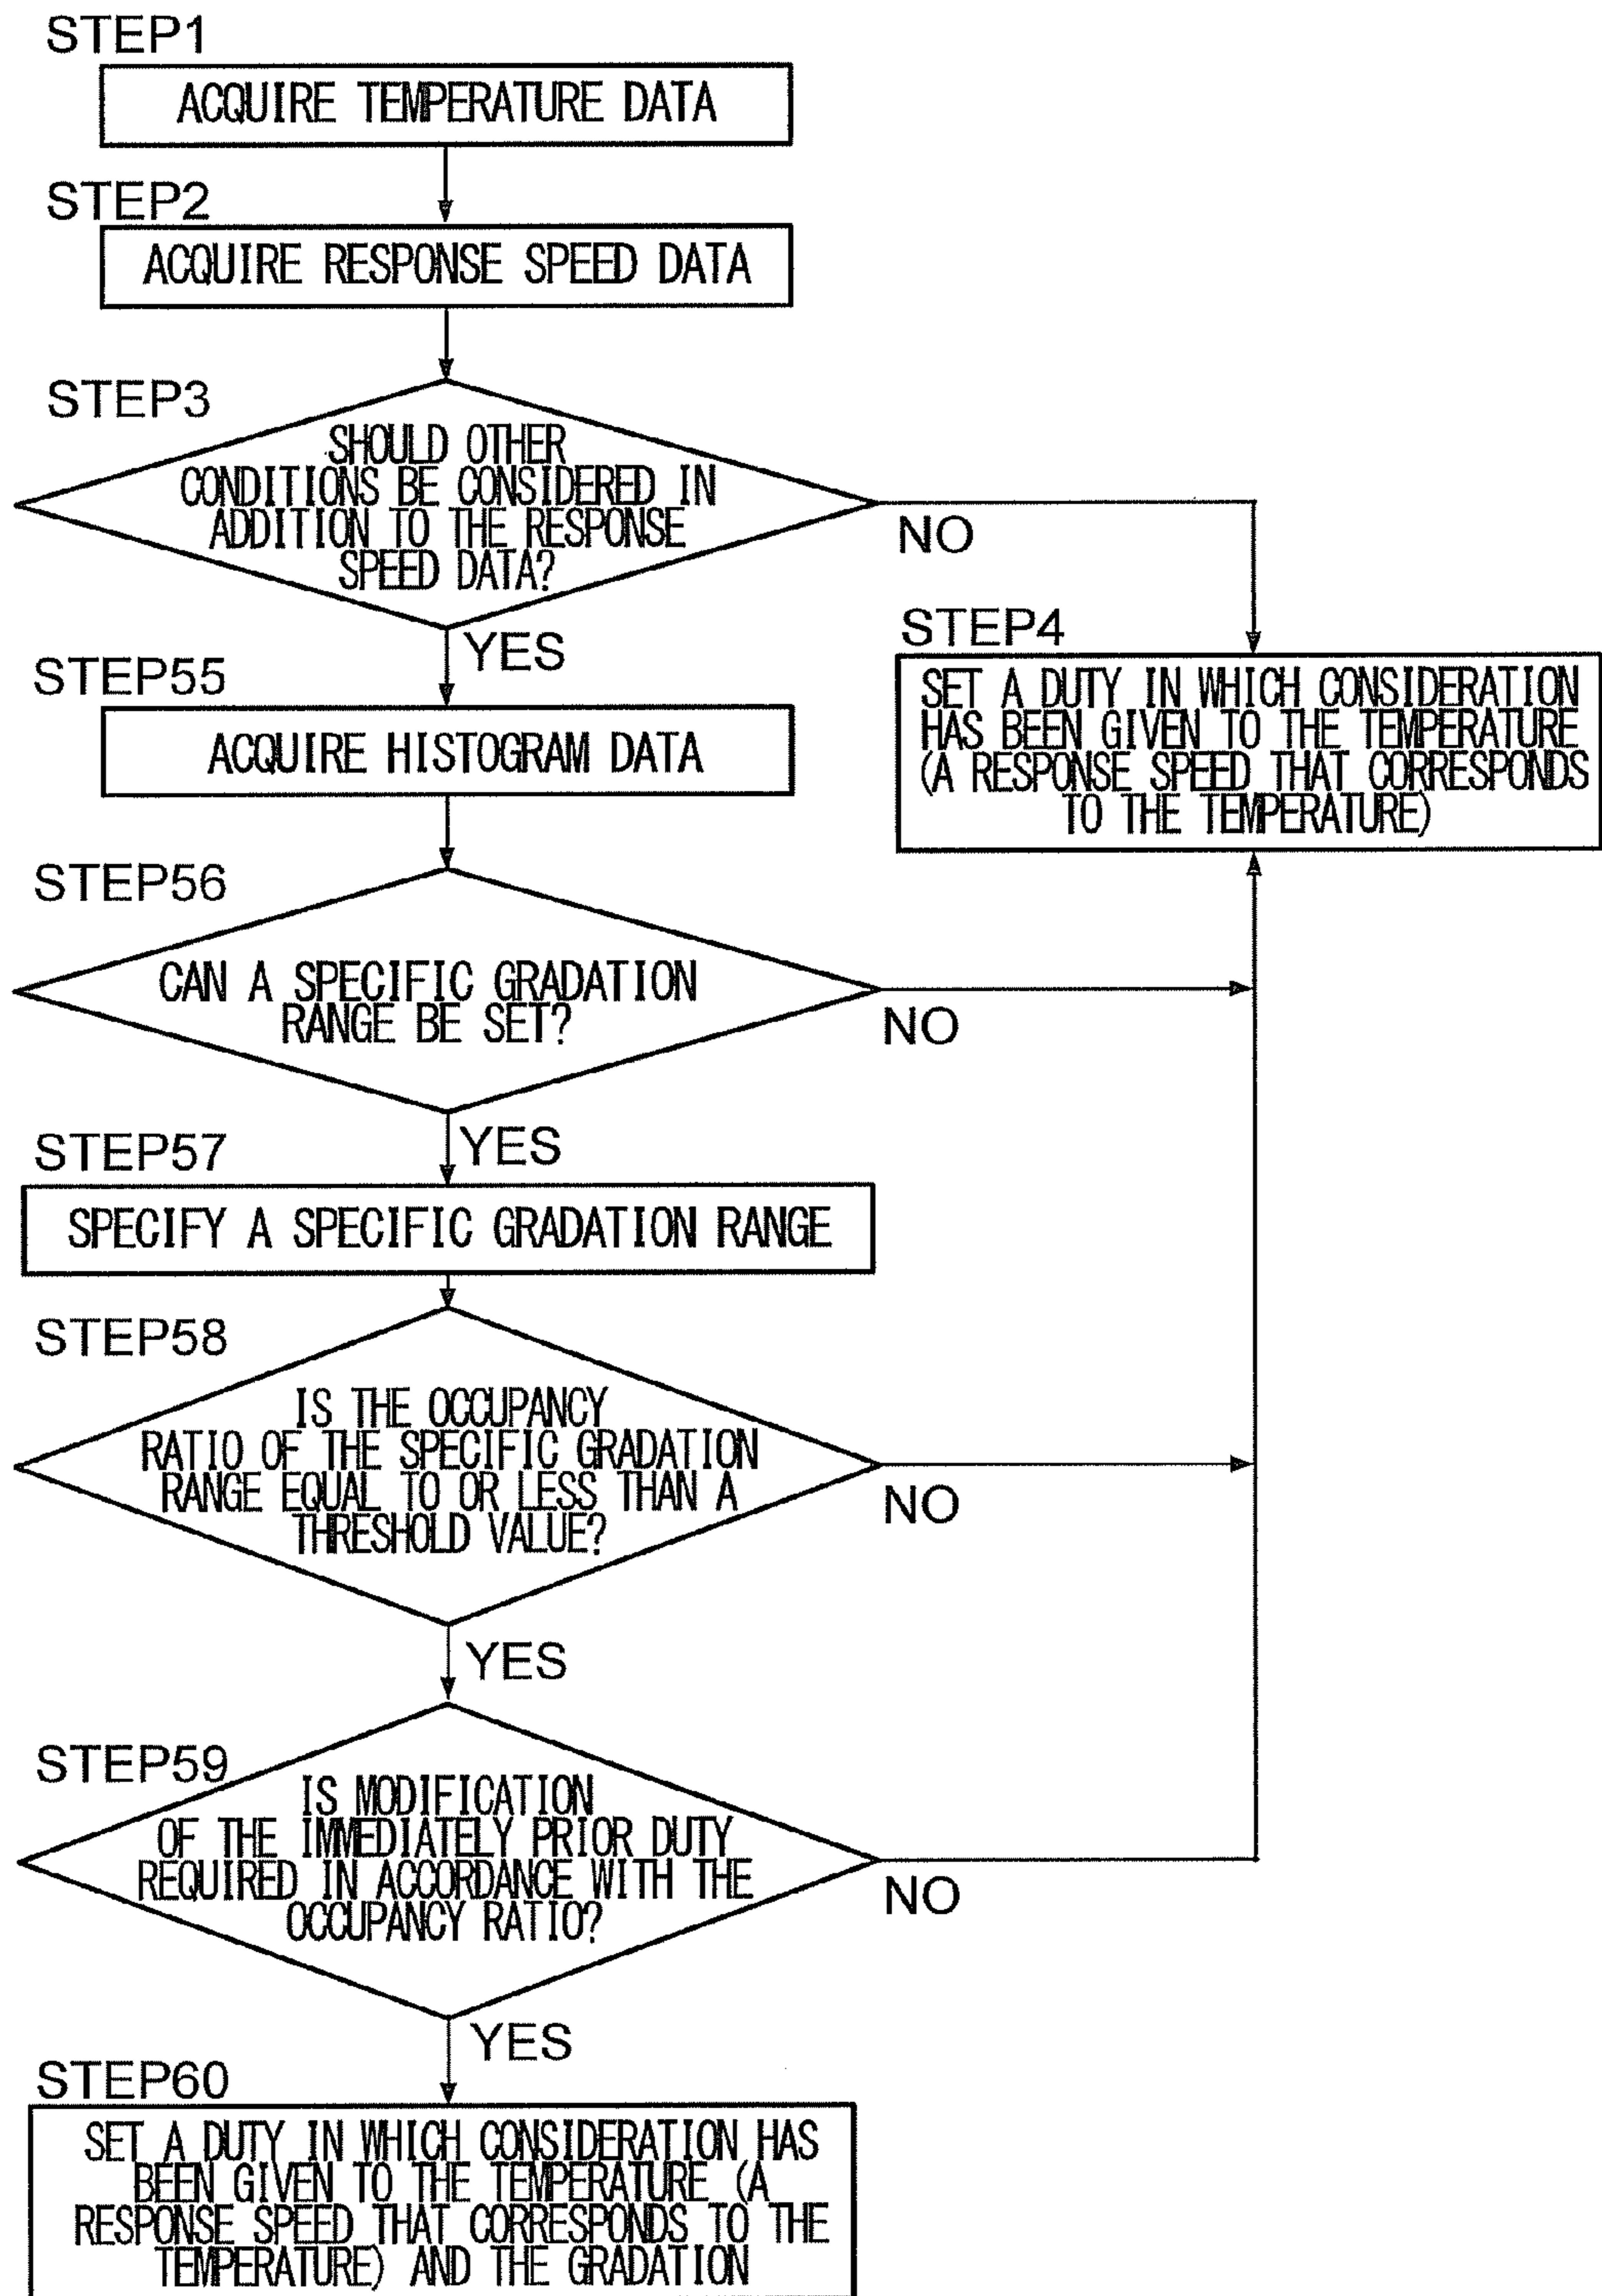 STEP1
ACQUIRE TEMPERATURE DATA
STEP2
ACQUIRE RESPONSE SPEED DATA
STEP3
SHOULD OTHER
CONDITIONS BE CONSIDERED IN
ADDITION TO THE RESPONSE
SPEED DATA?
NO
YES
STEP4
SET A DUTY IN WHICH CONSIDERATION
HAS BEEN GIVEN TO THE TEMPERATURE
(A RESPONSE SPEED THAT CORRESPONDS
TO THE TEMPERATURE)
STEP55
ACQUIRE HISTOGRAM DATA
STEP56
CAN A SPECIFIC GRADATION
RANGE BE SET?
NO
YES
STEP57
SPECIFY A SPECIFIC GRADATION RANGE
STEP58
IS THE OCCUPANCY
RATIO OF THE SPECIFIC GRADATION
RANGE EQUAL TO OR LESS THAN A
THRESHOLD VALUE?
NO
YES
STEP59
IS MODIFICATION
OF THE IMMEDIATELY PRIOR DUTY
REQUIRED IN ACCORDANCE WITH THE
OCCUPANCY RATIO?
NO
YES
STEP60
SET A DUTY IN WHICH CONSIDERATION HAS
BEEN GIVEN TO THE TEMPERATURE (A
RESPONSE SPEED THAT CORRESPONDS TO THE
TEMPERATURE) AND THE GRADATION